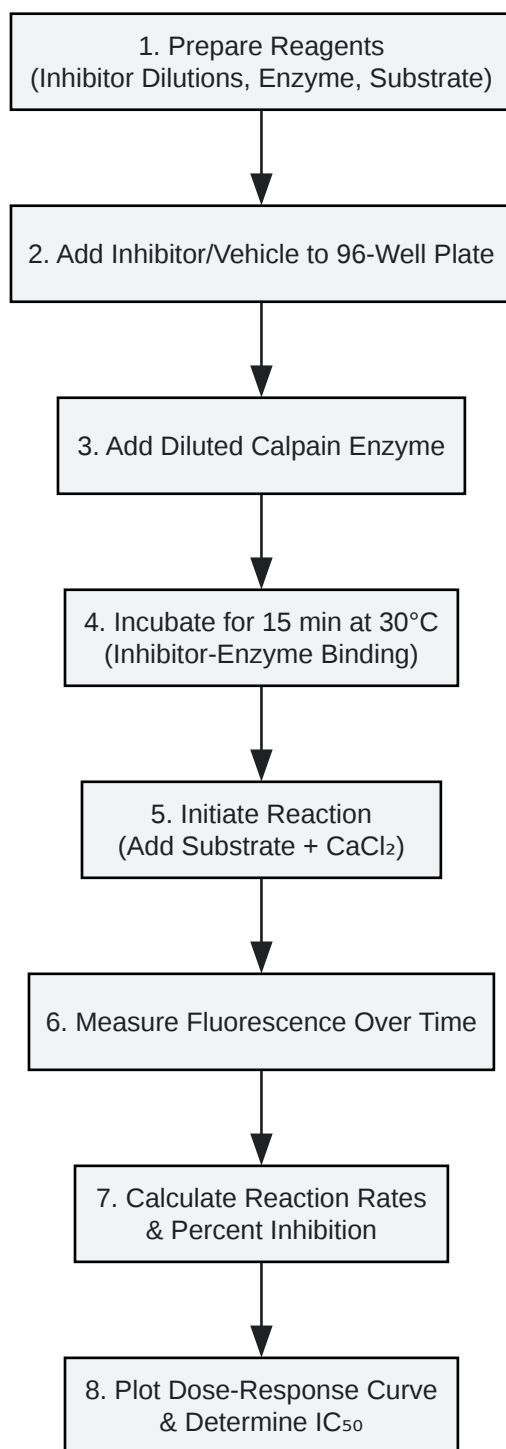 1. Prepare Reagents
(Inhibitor Dilutions, Enzyme, Substrate)
2. Add Inhibitor/Vehicle to 96-Well Plate
3. Add Diluted Calpain Enzyme
4. Incubate for 15 min at 30°C
(Inhibitor-Enzyme Binding)
5. Initiate Reaction
(Add Substrate + CaCl₂)
6. Measure Fluorescence Over Time
7. Calculate Reaction Rates
& Percent Inhibition
8. Plot Dose-Response Curve
& Determine IC₅₀